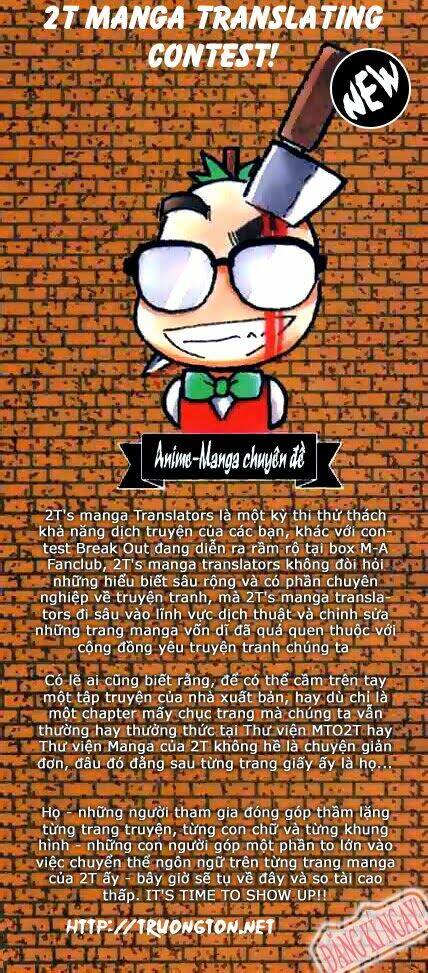 2T MANGA TRANSLATING
CONTEST!
NEW
Anime-Manga chuyên đề
2T's manga Translators là một kỳ thi thử thách
khả năng dịch truyện của các bạn, khác với con-
test Break Out đang diễn ra rầm rộ tại box M-A
Fanclub, 2T's manga translators không đòi hỏi
những hiểu biết sâu rộng và có phần chuyên
nghiệp về truyện tranh, mà 2T's manga transla-
tors đi sâu vào lĩnh vực dịch thuật và chỉnh sửa
những trang manga vốn dĩ đã quá quen thuộc với
cộng đồng yêu truyện tranh chúng ta
Có lẽ ai cũng biết rằng, để có thể cầm trên tay
một tập truyện của nhà xuất bản, hay dù chỉ là
một chapter mấy chục trang mà chúng ta vẫn
thường hay thưởng thức tại Thư viện MTO2T hay
Thư viện Manga của 2T không hề là chuyện giản
đơn, đâu đó đằng sau từng trang giấy ấy là họ...
Họ - những người tham gia đóng góp thầm lặng
từng trang truyện, từng con chữ và từng khung
hình - những con người góp một phần to lớn vào
việc chuyển thể ngôn ngữ trên từng trang manga
của 2T ấy - bây giờ sẽ tụ về đây và so tài cao
thấp. IT'S TIME TO SHOW UP!!
HTTP://TRUONGTON.NET
ĐĂNG KÍ NGAY!